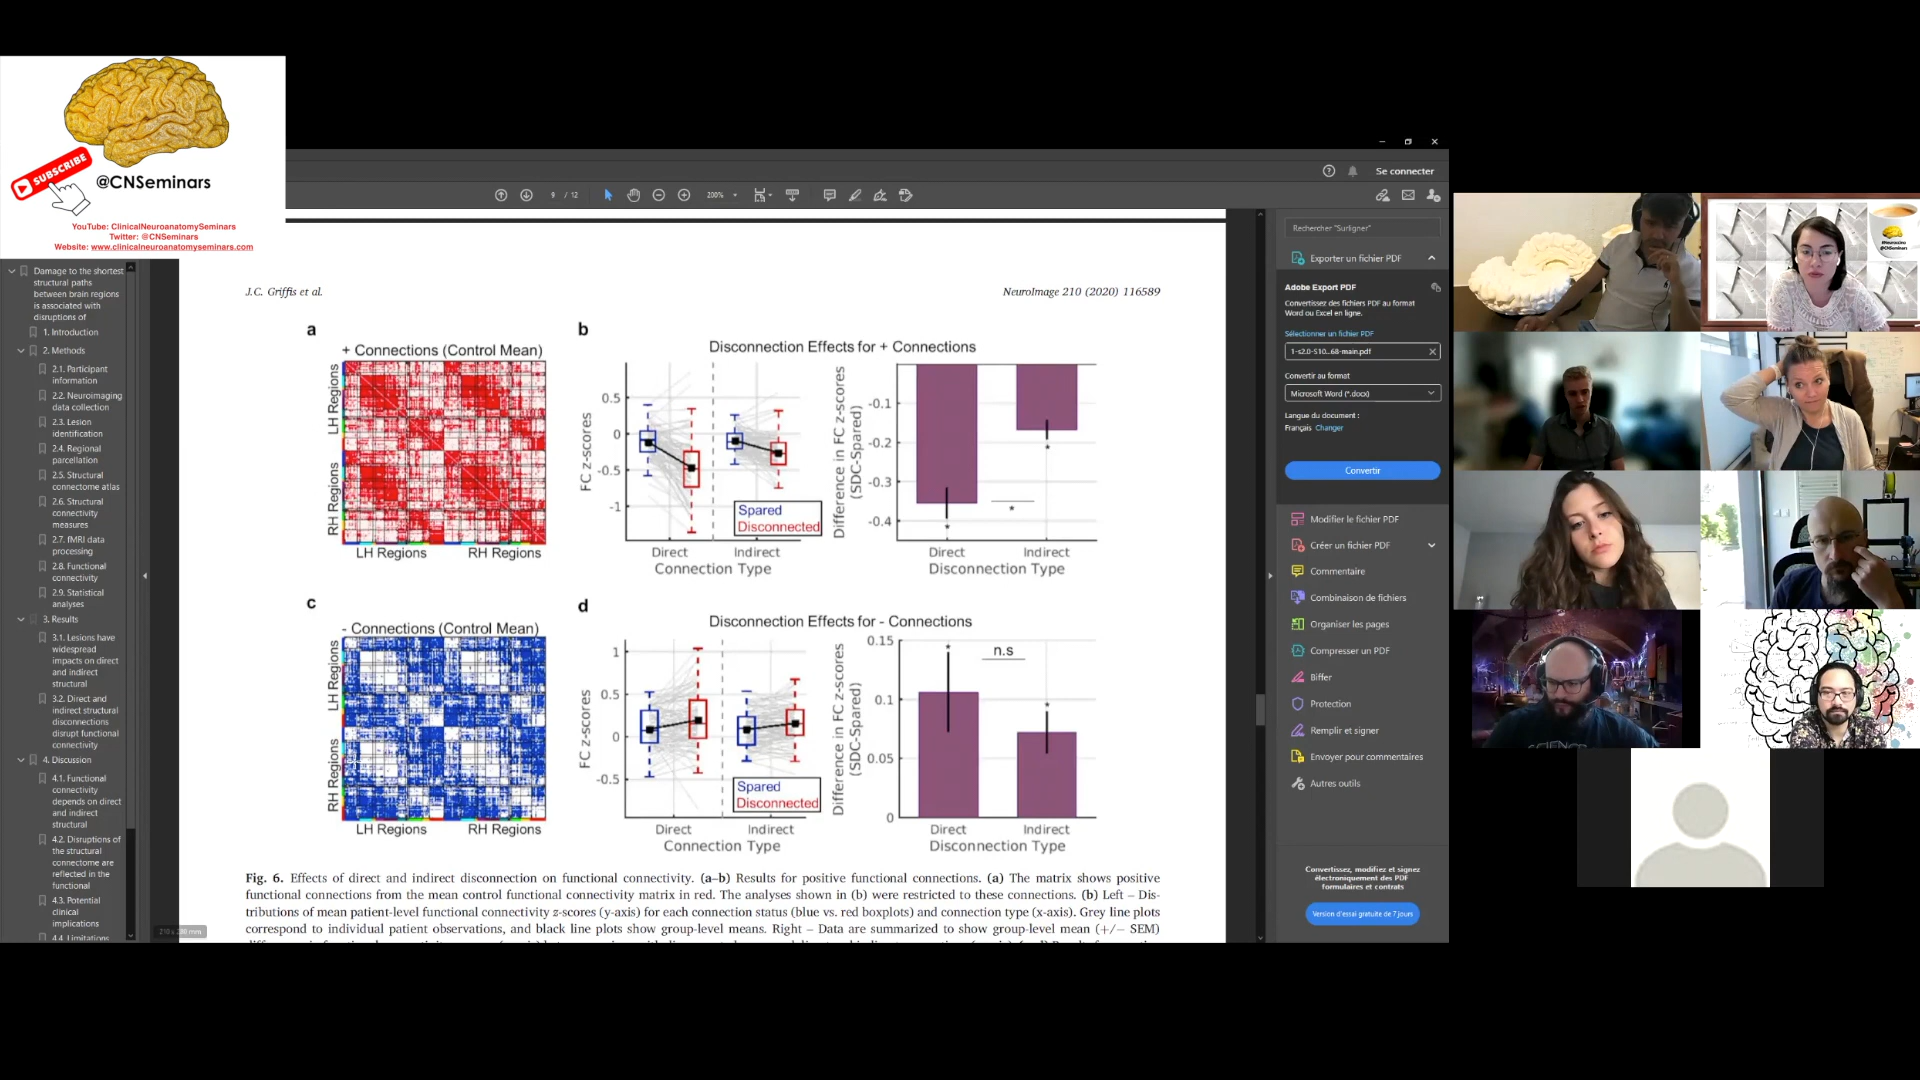 SUBSCRIBE
@CNSeminars
YouTube: ClinicalNeuroanatomySeminars
Twitter: @CNSeminars
Website: www.clinicalneuroanatomyseminars.com
Se connecter
9 / 12
200%
Damage to the shortest
structural paths
between brain regions
is associated with
disruptions of
1. Introduction
2. Methods
2.1. Participant
information
2.2. Neuroimaging
data collection
2.3. Lesion
identification
2.4. Regional
parcellation
2.5. Structural
connectome atlas
2.6. Structural
connectivity
measures
2.7. fMRI data
processing
2.8. Functional
connectivity
2.9. Statistical
analyses
3. Results
3.1. Lesions have
widespread
impacts on direct
and indirect
structural
3.2. Direct and
indirect structural
disconnections
disrupt functional
connectivity
4. Discussion
4.1. Functional
connectivity
depends on direct
and indirect
structural
4.2. Disruptions of
the structural
connectome are
reflected in the
functional
4.3. Potential
clinical
implications
4.4. Limitations
J.C. Griffis et al.
NeuroImage 210 (2020) 116589
a
+ Connections (Control Mean)
LH Regions
RH Regions
LH Regions
RH Regions
b
Disconnection Effects for + Connections
FC z-scores
0.5
0
-0.5
-1
Spared
Disconnected
Direct
Indirect
Connection Type
Difference in FC z-scores
(SDC-Spared)
-0.1
-0.2
-0.3
-0.4
*
*
*
Direct
Indirect
Disconnection Type
c
- Connections (Control Mean)
LH Regions
RH Regions
LH Regions
RH Regions
d
Disconnection Effects for - Connections
FC z-scores
1
0.5
0
-0.5
Spared
Disconnected
Direct
Indirect
Connection Type
Difference in FC z-scores
(SDC-Spared)
0.15
0.1
0.05
0
*
n.s
*
Direct
Indirect
Disconnection Type
Fig. 6. Effects of direct and indirect disconnection on functional connectivity. (a–b) Results for positive functional connections. (a) The matrix shows positive
functional connections from the mean control functional connectivity matrix in red. The analyses shown in (b) were restricted to these connections. (b) Left – Dis-
tributions of mean patient-level functional connectivity z-scores (y-axis) for each connection status (blue vs. red boxplots) and connection type (x-axis). Grey line plots
correspond to individual patient observations, and black line plots show group-level means. Right – Data are summarized to show group-level mean (+/− SEM)
Rechercher "Surligner"
Exporter un fichier PDF
Adobe Export PDF
Convertissez des fichiers PDF au format
Word ou Excel en ligne.
Sélectionner un fichier PDF
1-s2.0-S10...68-main.pdf
Convertir au format
Microsoft Word (*.docx)
Langue du document :
Français Changer
Convertir
Modifier le fichier PDF
Créer un fichier PDF
Commentaire
Combinaison de fichiers
Organiser les pages
Compresser un PDF
Biffer
Protection
Remplir et signer
Envoyer pour commentaires
Autres outils
Convertissez, modifiez et signez
électroniquement des PDF
formulaires et contrats
Version d'essai gratuite de 7 jours
@CNSeminars
SCIENCE